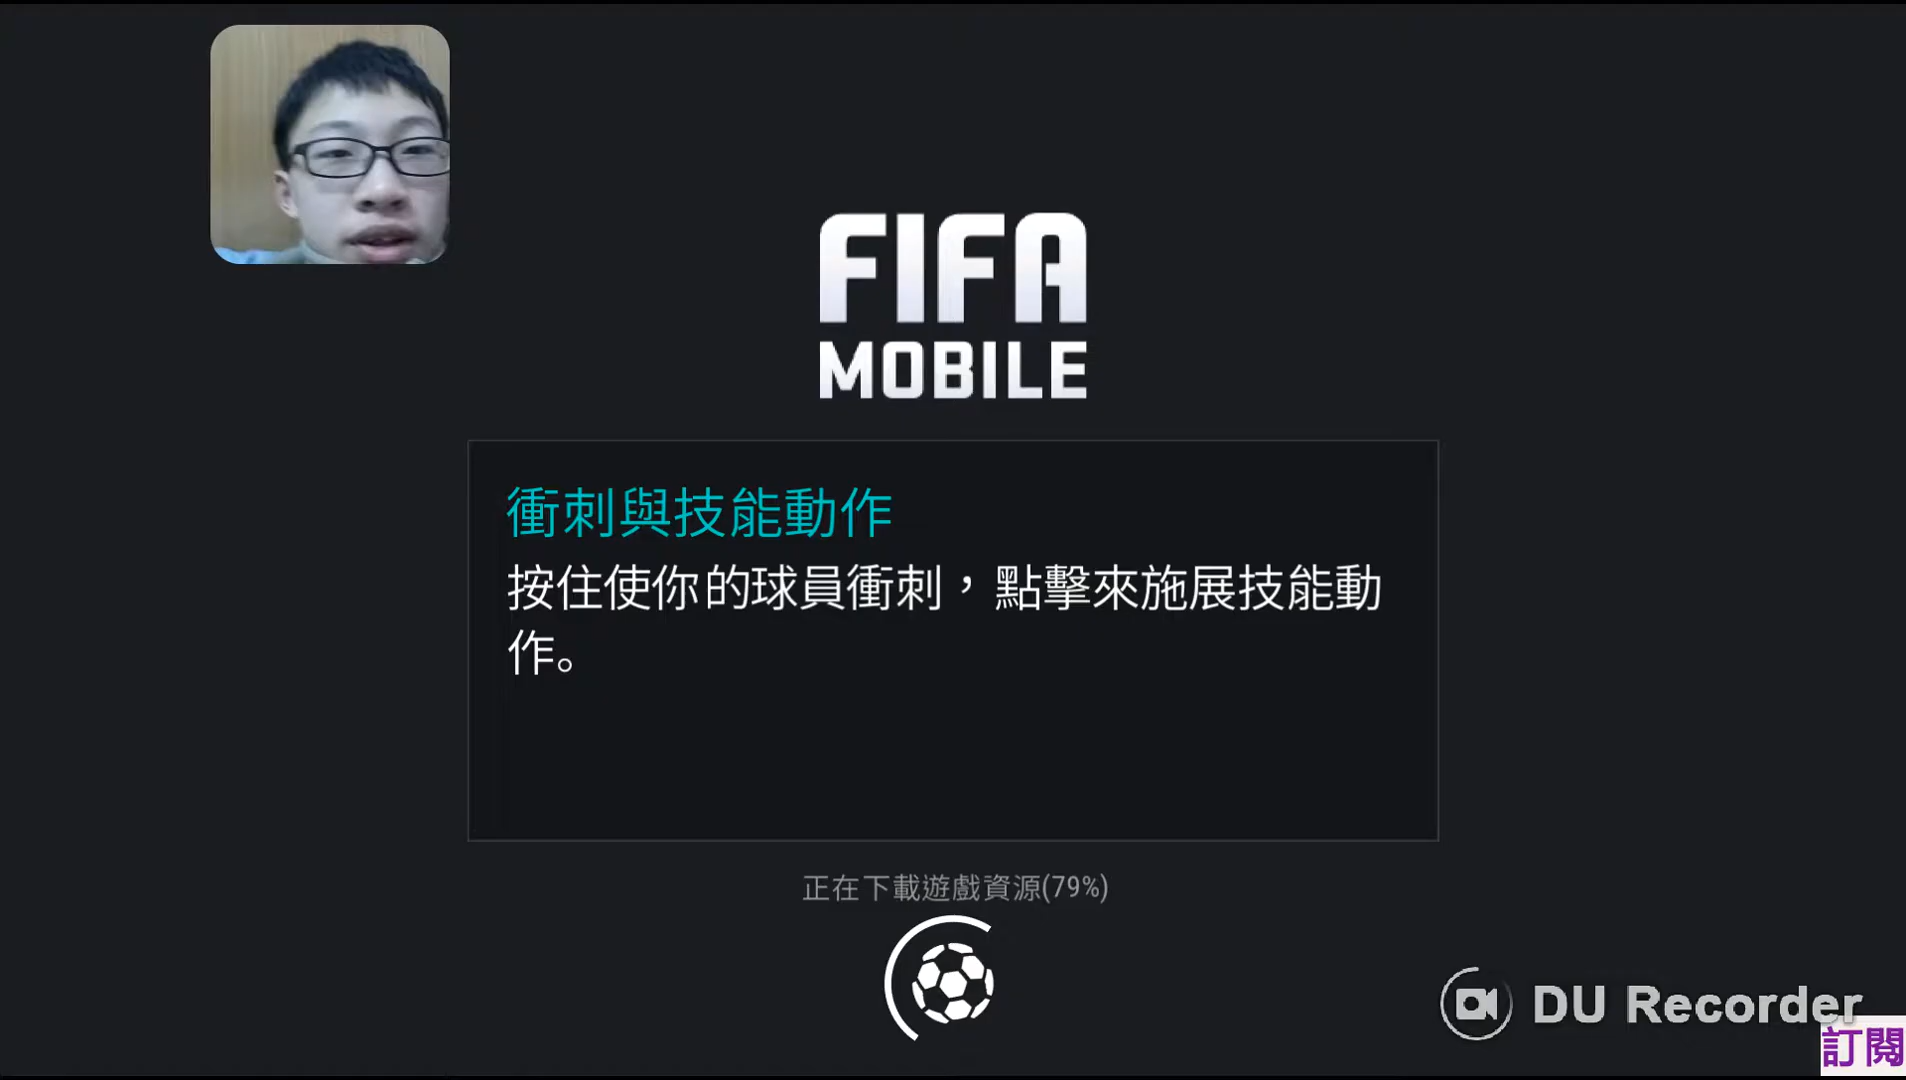 FIFA
MOBILE
衝刺與技能動作
按住使你的球員衝刺，點擊來施展技能動
作。
正在下載遊戲資源(79%)
DU Recorder
訂閱